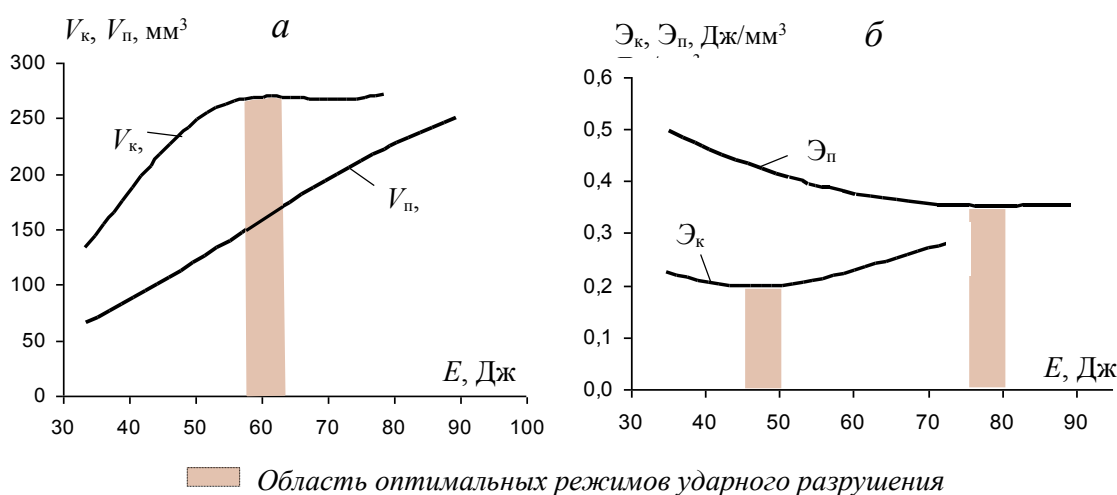 Vк, Vп, мм³
а
300
250
200
150
100
50
0
Vк,
Vп,
E, Дж
30 40 50 60 70 80 90 100
Эк, Эп, Дж/мм³
б
0,6
0,5
0,4
0,3
0,2
0,1
0,0
Эп
Эк
E, Дж
30 40 50 60 70 80 90
Область оптимальных режимов ударного разрушения